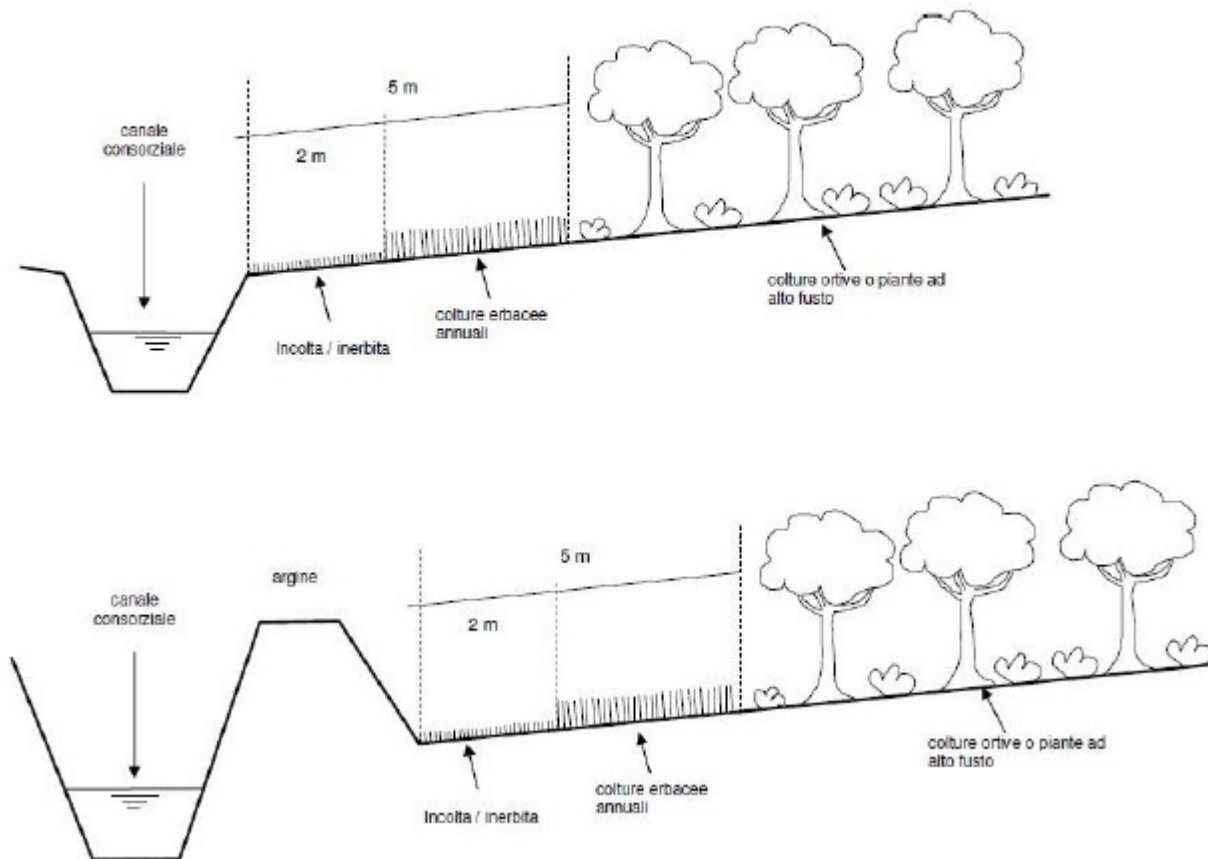 5 m
canale
consorziale
2 m
colture ortive o piante ad
alto fusto
colture erbacee
annuali
Incolta / inerbita
5 m
argine
canale
consorziale
2 m
colture ortive o piante ad
alto fusto
colture erbacee
annuali
Incolta / inerbita